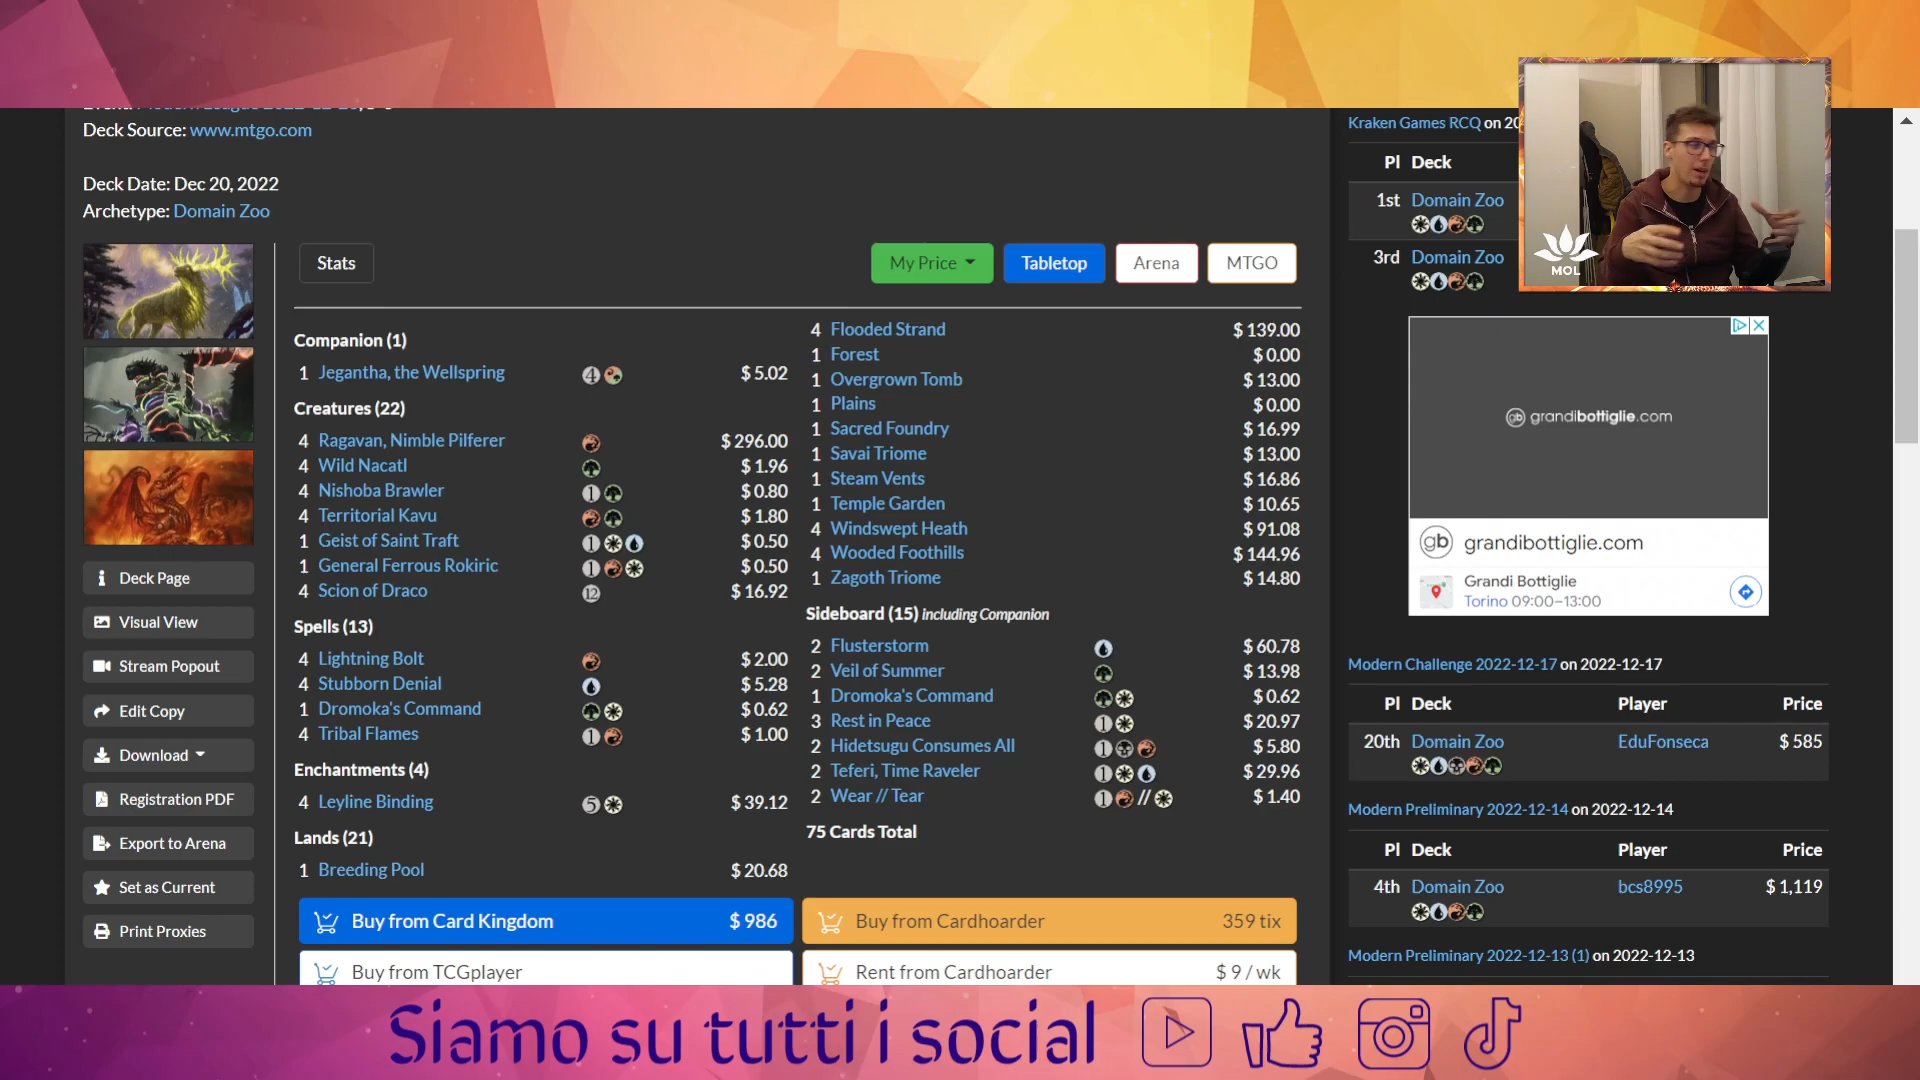 Deck Source: www.mtgo.com
Deck Date: Dec 20, 2022
Archetype: Domain Zoo
Stats
My Price
Tabletop
Arena
MTGO
Companion (1)
1 Jegantha, the Wellspring 4 $ 5.02
Creatures (22)
4 Ragavan, Nimble Pilferer $ 296.00
4 Wild Nacatl $ 1.96
4 Nishoba Brawler 1 $ 0.80
4 Territorial Kavu $ 1.80
1 Geist of Saint Traft 1 $ 0.50
1 General Ferrous Rokiric 1 $ 0.50
4 Scion of Draco 12 $ 16.92
Spells (13)
4 Lightning Bolt $ 2.00
4 Stubborn Denial $ 5.28
1 Dromoka's Command $ 0.62
4 Tribal Flames 1 $ 1.00
Enchantments (4)
4 Leyline Binding 5 $ 39.12
Lands (21)
1 Breeding Pool $ 20.68
4 Flooded Strand $ 139.00
1 Forest $ 0.00
1 Overgrown Tomb $ 13.00
1 Plains $ 0.00
1 Sacred Foundry $ 16.99
1 Savai Triome $ 13.00
1 Steam Vents $ 16.86
1 Temple Garden $ 10.65
4 Windswept Heath $ 91.08
4 Wooded Foothills $ 144.96
1 Zagoth Triome $ 14.80
Sideboard (15) including Companion
2 Flusterstorm $ 60.78
2 Veil of Summer $ 13.98
1 Dromoka's Command $ 0.62
3 Rest in Peace 1 $ 20.97
2 Hidetsugu Consumes All 1 $ 5.80
2 Teferi, Time Raveler 1 $ 29.96
2 Wear // Tear 1 // $ 1.40
75 Cards Total
Deck Page
Visual View
Stream Popout
Edit Copy
Download
Registration PDF
Export to Arena
Set as Current
Print Proxies
Buy from Card Kingdom $ 986
Buy from Cardhoarder 359 tix
Buy from TCGplayer
Rent from Cardhoarder $ 9 / wk
Kraken Games RCQ on 20
Pl Deck
1st Domain Zoo
3rd Domain Zoo
MOL
gb grandibottiglie.com
gb grandibottiglie.com
Grandi Bottiglie
Torino 09:00–13:00
Modern Challenge 2022-12-17 on 2022-12-17
Pl Deck Player Price
20th Domain Zoo EduFonseca $ 585
Modern Preliminary 2022-12-14 on 2022-12-14
Pl Deck Player Price
4th Domain Zoo bcs8995 $ 1,119
Modern Preliminary 2022-12-13 (1) on 2022-12-13
Siamo su tutti i social